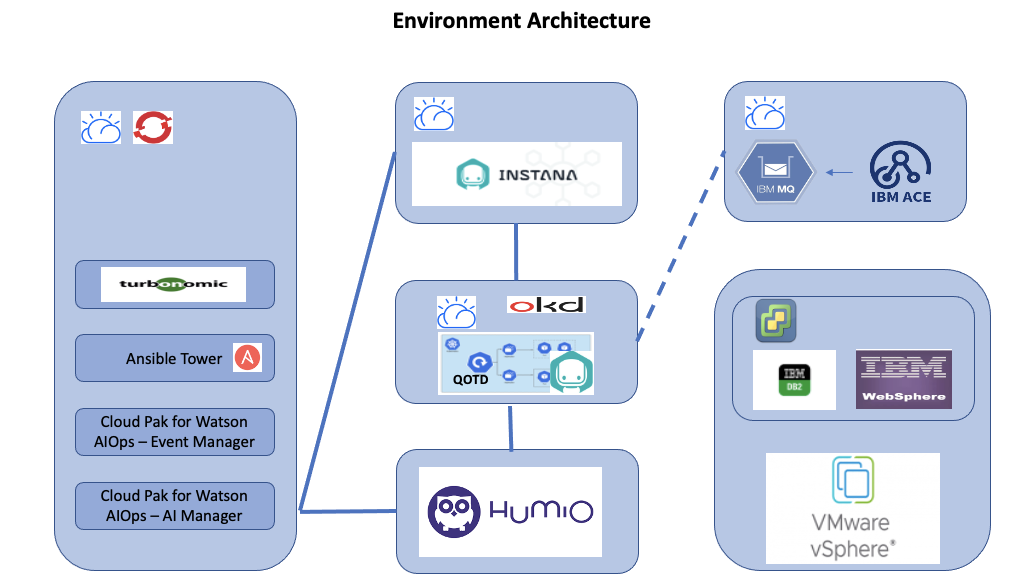 Environment Architecture
turbonomic
Ansible Tower
Cloud Pak for Watson
AIOps – Event Manager
Cloud Pak for Watson
AIOps – AI Manager
INSTANA
okd
QOTD
HUMIO
IBM MQ
IBM ACE
IBM
DB2
IBM
WebSphere
VMware
vSphere®